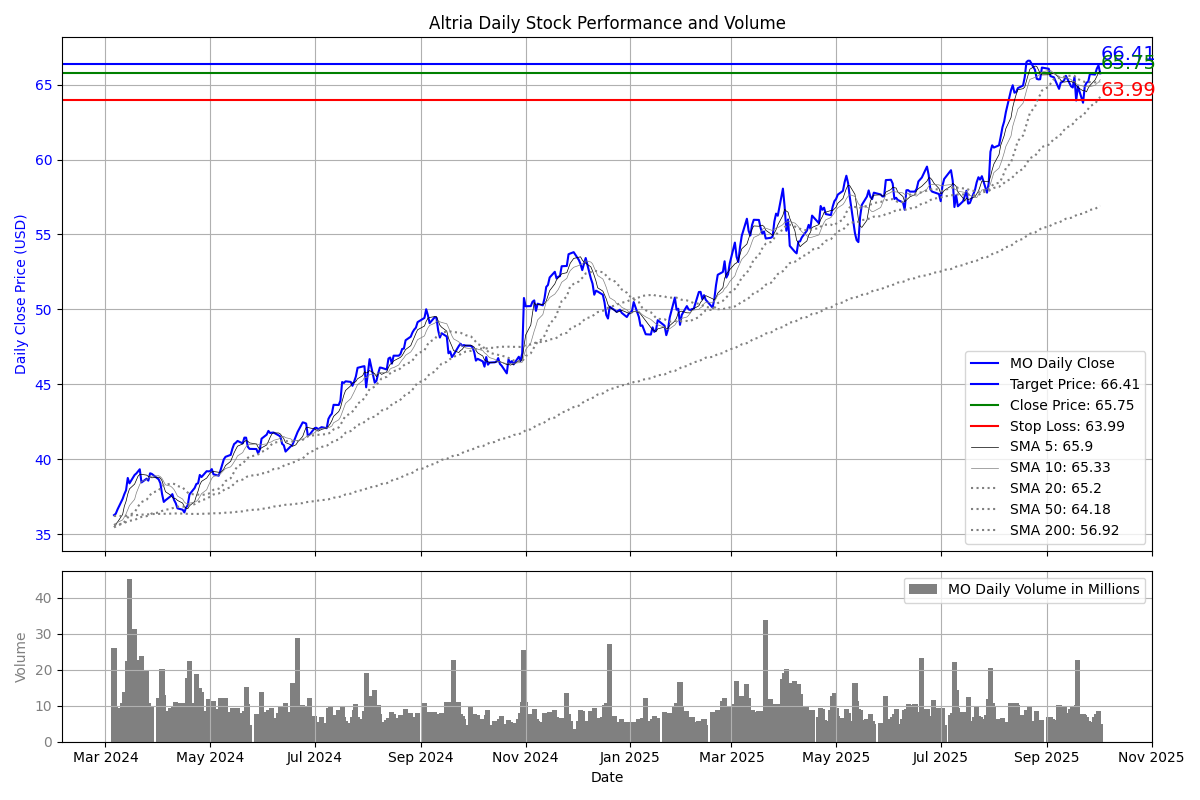 Altria Daily Stock Performance and Volume
Daily Close Price (USD)
65
60
55
50
45
40
35
66.41
65.75
63.99
MO Daily Close
Target Price: 66.41
Close Price: 65.75
Stop Loss: 63.99
SMA 5: 65.9
SMA 10: 65.33
SMA 20: 65.2
SMA 50: 64.18
SMA 200: 56.92
MO Daily Volume in Millions
Volume
40
30
20
10
0
Mar 2024 May 2024 Jul 2024 Sep 2024 Nov 2024 Jan 2025 Mar 2025 May 2025 Jul 2025 Sep 2025 Nov 2025
Date